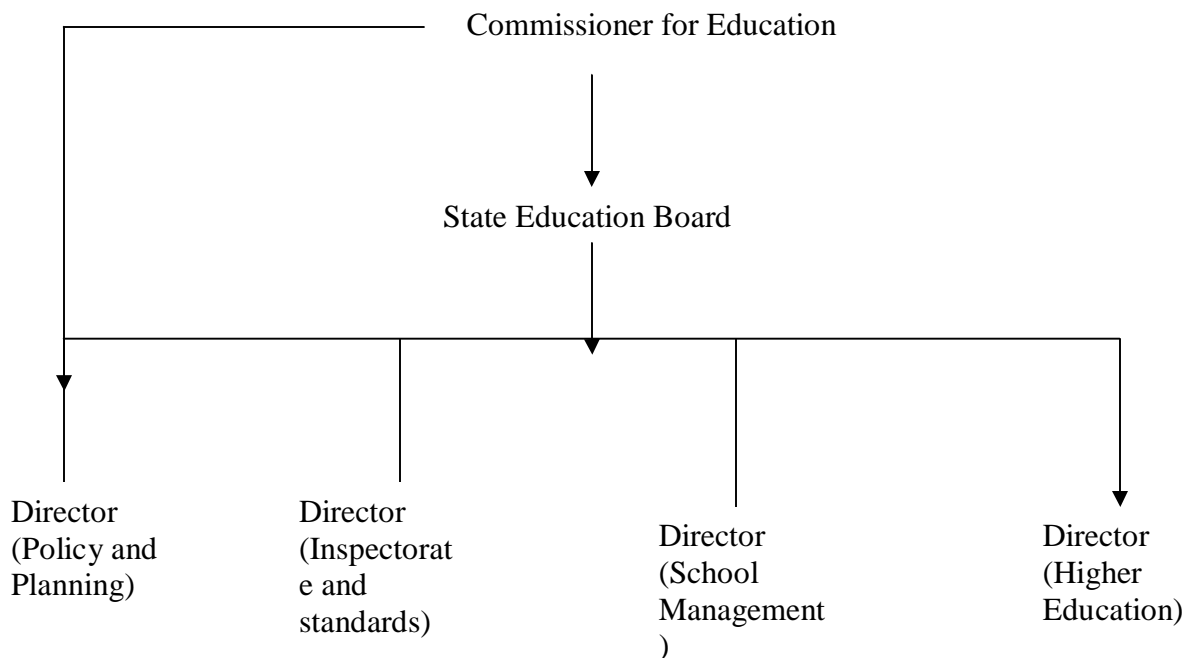 Commissioner for Education
State Education Board
Director
(Policy and
Planning)
Director
(Inspectorat
e and
standards)
Director
(School
Management
)
Director
(Higher
Education)